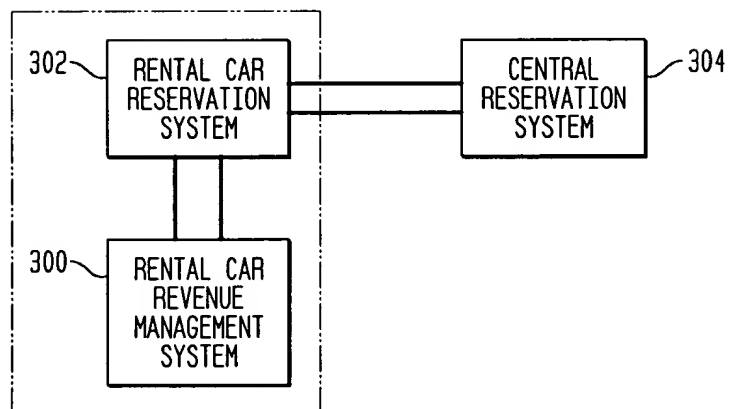 302
RENTAL CAR
RESERVATION
SYSTEM
CENTRAL
RESERVATION
SYSTEM
304
300
RENTAL CAR
REVENUE
MANAGEMENT
SYSTEM